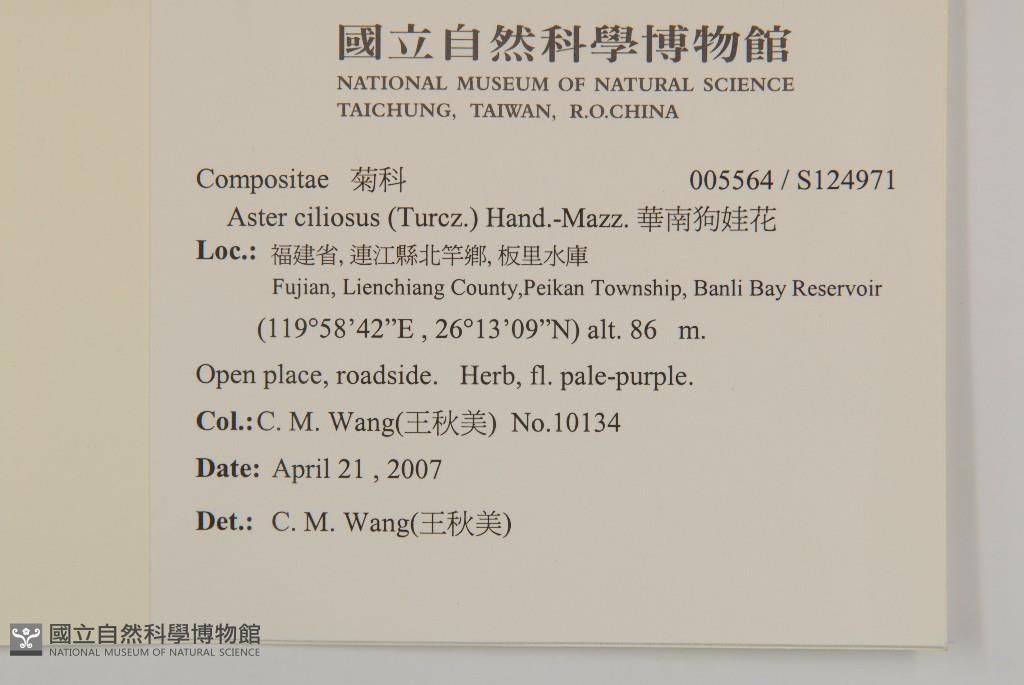 國立自然科學博物館
NATIONAL MUSEUM OF NATURAL SCIENCE
TAICHUNG, TAIWAN, R.O.CHINA
Compositae 菊科 005564 / S124971
Aster ciliosus (Turcz.) Hand.-Mazz. 華南狗娃花
Loc.: 福建省, 連江縣北竿鄉, 板里水庫
Fujian, Lienchiang County,Peikan Township, Banli Bay Reservoir
(119°58’42”E , 26°13’09”N) alt. 86 m.
Open place, roadside. Herb, fl. pale-purple.
Col.: C. M. Wang(王秋美) No.10134
Date: April 21 , 2007
Det.: C. M. Wang(王秋美)
國立自然科學博物館
NATIONAL MUSEUM OF NATURAL SCIENCE